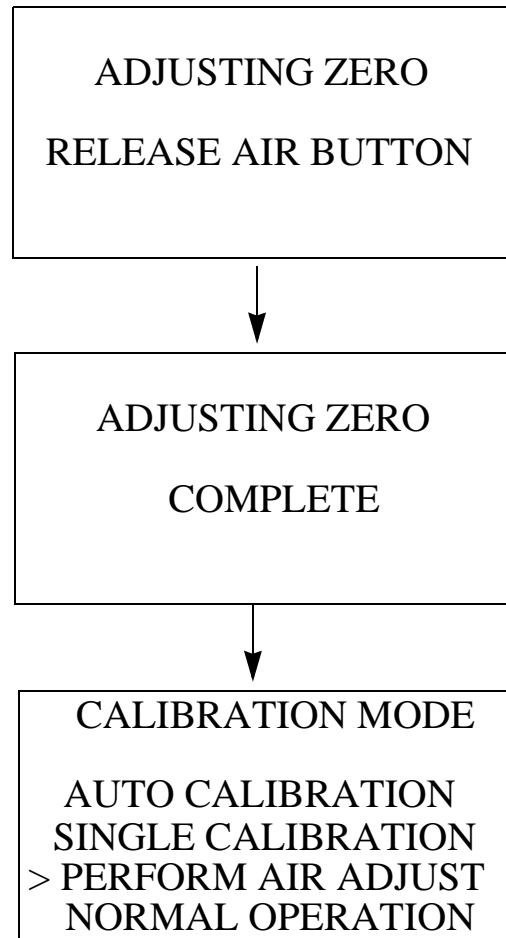 ADJUSTING ZERO
RELEASE AIR BUTTON
ADJUSTING ZERO
COMPLETE
CALIBRATION MODE
AUTO CALIBRATION
SINGLE CALIBRATION
> PERFORM AIR ADJUST
NORMAL OPERATION